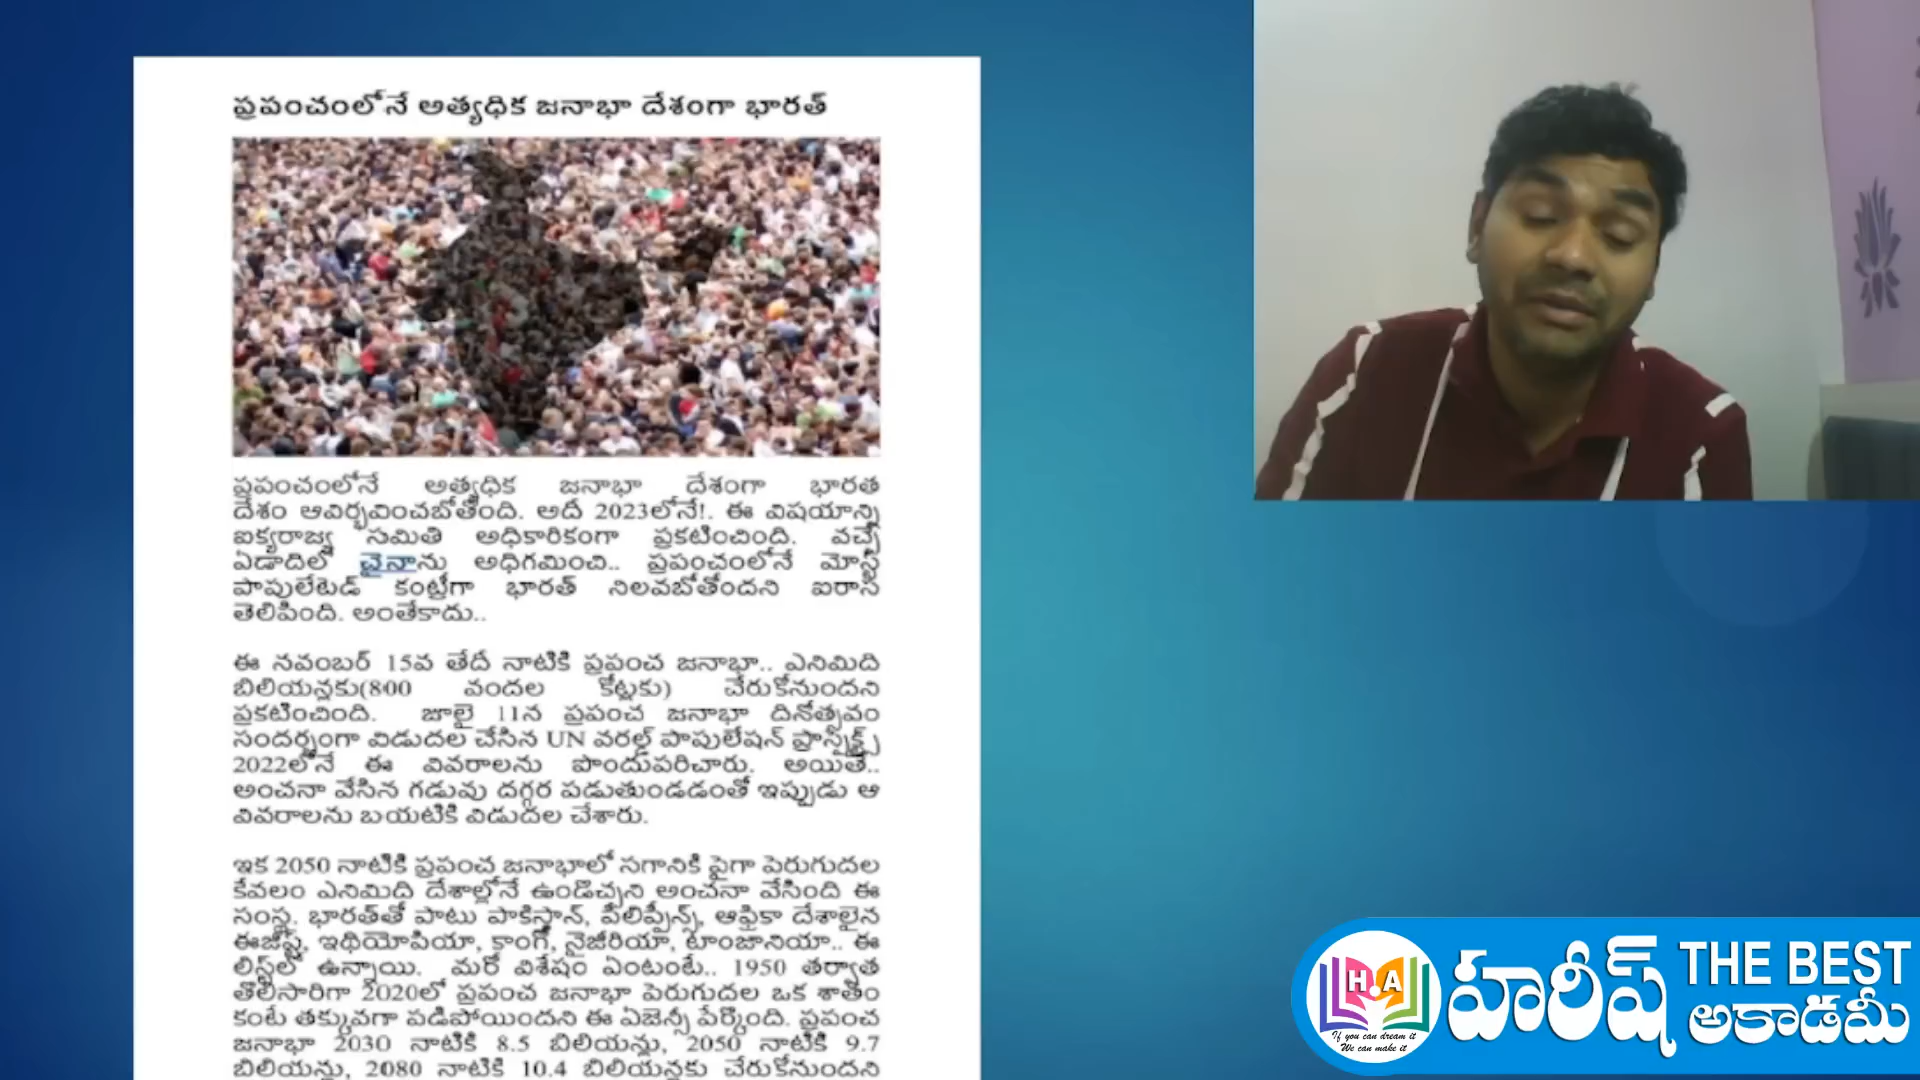 ప్రపంచంలోనే అత్యధిక జనాభా దేశంగా భారత్
ప్రపంచంలోనే అత్యధిక జనాభా దేశంగా భారత
దేశం ఆవిర్భవించబోతోంది. అదీ 2023లోనే!. ఈ విషయాన్ని
ఐక్యరాజ్య సమితి అధికారికంగా ప్రకటించింది. వచ్చే
ఏడాదిలో చైనాను అధిగమించి.. ప్రపంచంలోనే మోస్ట్
పాపులేటెడ్ కంట్రీగా భారత్ నిలవబోతోందని ఐరాస
తెలిపింది. అంతేకాదు..
ఈ నవంబర్ 15వ తేదీ నాటికి ప్రపంచ జనాభా.. ఎనిమిది
బిలియన్లకు(800 వందల కోట్లకు) చేరుకోనుందని
ప్రకటించింది. జూలై 11న ప్రపంచ జనాభా దినోత్సవం
సందర్భంగా విడుదల చేసిన UN వరల్డ్ పాపులేషన్ ప్రాస్పెక్ట్స్
2022లోనే ఈ వివరాలను పొందుపరిచారు. అయితే..
అంచనా వేసిన గడువు దగ్గర పడుతుండడంతో ఇప్పుడు ఆ
వివరాలను బయటికి విడుదల చేశారు.
ఇక 2050 నాటికి ప్రపంచ జనాభాలో సగానికి పైగా పెరుగుదల
కేవలం ఎనిమిది దేశాల్లోనే ఉండొచ్చని అంచనా వేసింది ఈ
సంస్థ. భారత్‌తో పాటు పాకిస్తాన్, పిలిప్పీన్స్, ఆఫ్రికా దేశాలైన
ఈజిప్ట్, ఇథియోపియా, కాంగో, నైజీరియా, టాంజానియా.. ఈ
లిస్ట్‌లో ఉన్నాయి. మరో విశేషం ఏంటంటే.. 1950 తర్వాత
తొలిసారిగా 2020లో ప్రపంచ జనాభా పెరుగుదల ఒక శాతం
కంటే తక్కువగా పడిపోయిందని ఈ ఏజెన్సీ పేర్కొంది. ప్రపంచ
జనాభా 2030 నాటికి 8.5 బిలియన్లు, 2050 నాటికి 9.7
బిలియన్లు, 2080 నాటికి 10.4 బిలియన్లకు చేరుకోనుందని
H.A
If you can dream it
We can make it
హరీష్
THE BEST
అకాడమీ